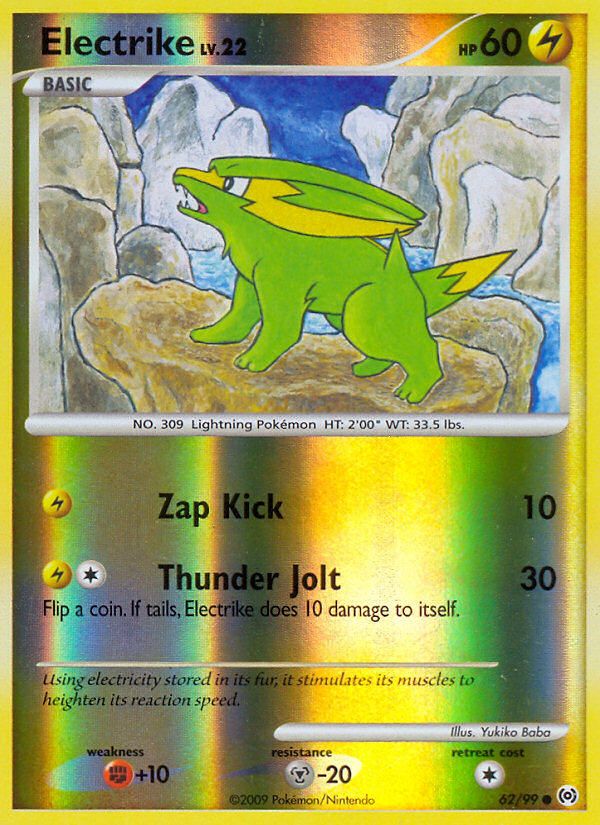 Electrike LV.22 HP 60
BASIC
NO. 309 Lightning Pokémon HT: 2'00" WT: 33.5 lbs.
Zap Kick 10
Thunder Jolt 30
Flip a coin. If tails, Electrike does 10 damage to itself.
Using electricity stored in its fur, it stimulates its muscles to
heighten its reaction speed.
Illus. Yukiko Baba
weakness resistance retreat cost
+10 -20
©2009 Pokémon/Nintendo 62/99